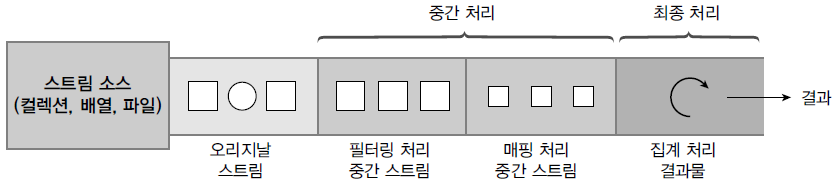 중간 처리
최종 처리
스트림 소스
(컬렉션, 배열, 파일)
결과
오리지날
스트림
필터링 처리
중간 스트림
매핑 처리
중간 스트림
집계 처리
결과물